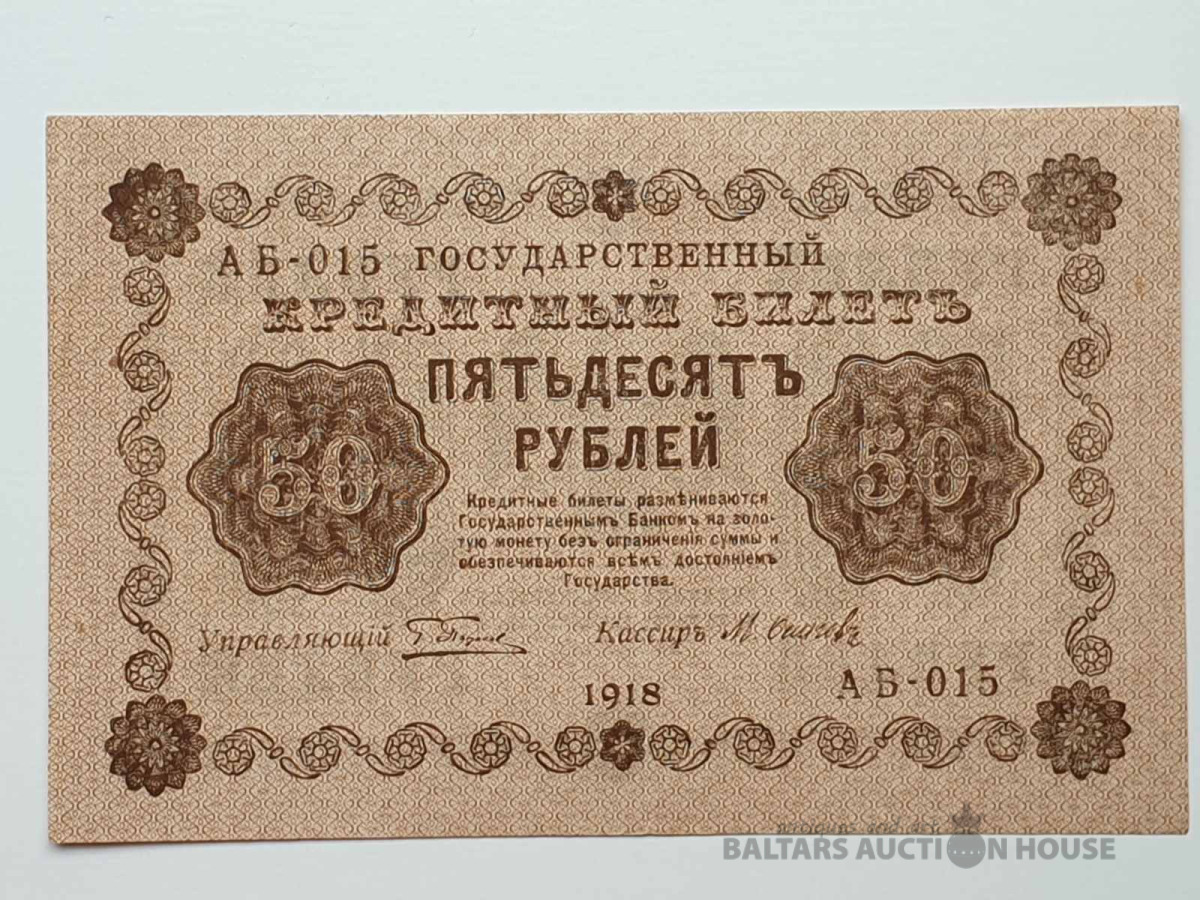 АБ-015 ГОСУДАРСТВЕННЫЙ
КРЕДИТНЫЙ БИЛЕТЪ
ПЯТЬДЕСЯТЪ
РУБЛЕЙ
50
50
Кредитные билеты размѣниваются
Государственнымъ Банкомъ на золо-
тую монету безъ ограниченія суммы и
обезпечиваются всѣмъ достояніемъ
Государства.
Управляющій
Кассиръ
1918
АБ-015
BALTARS AUCTION HOUSE